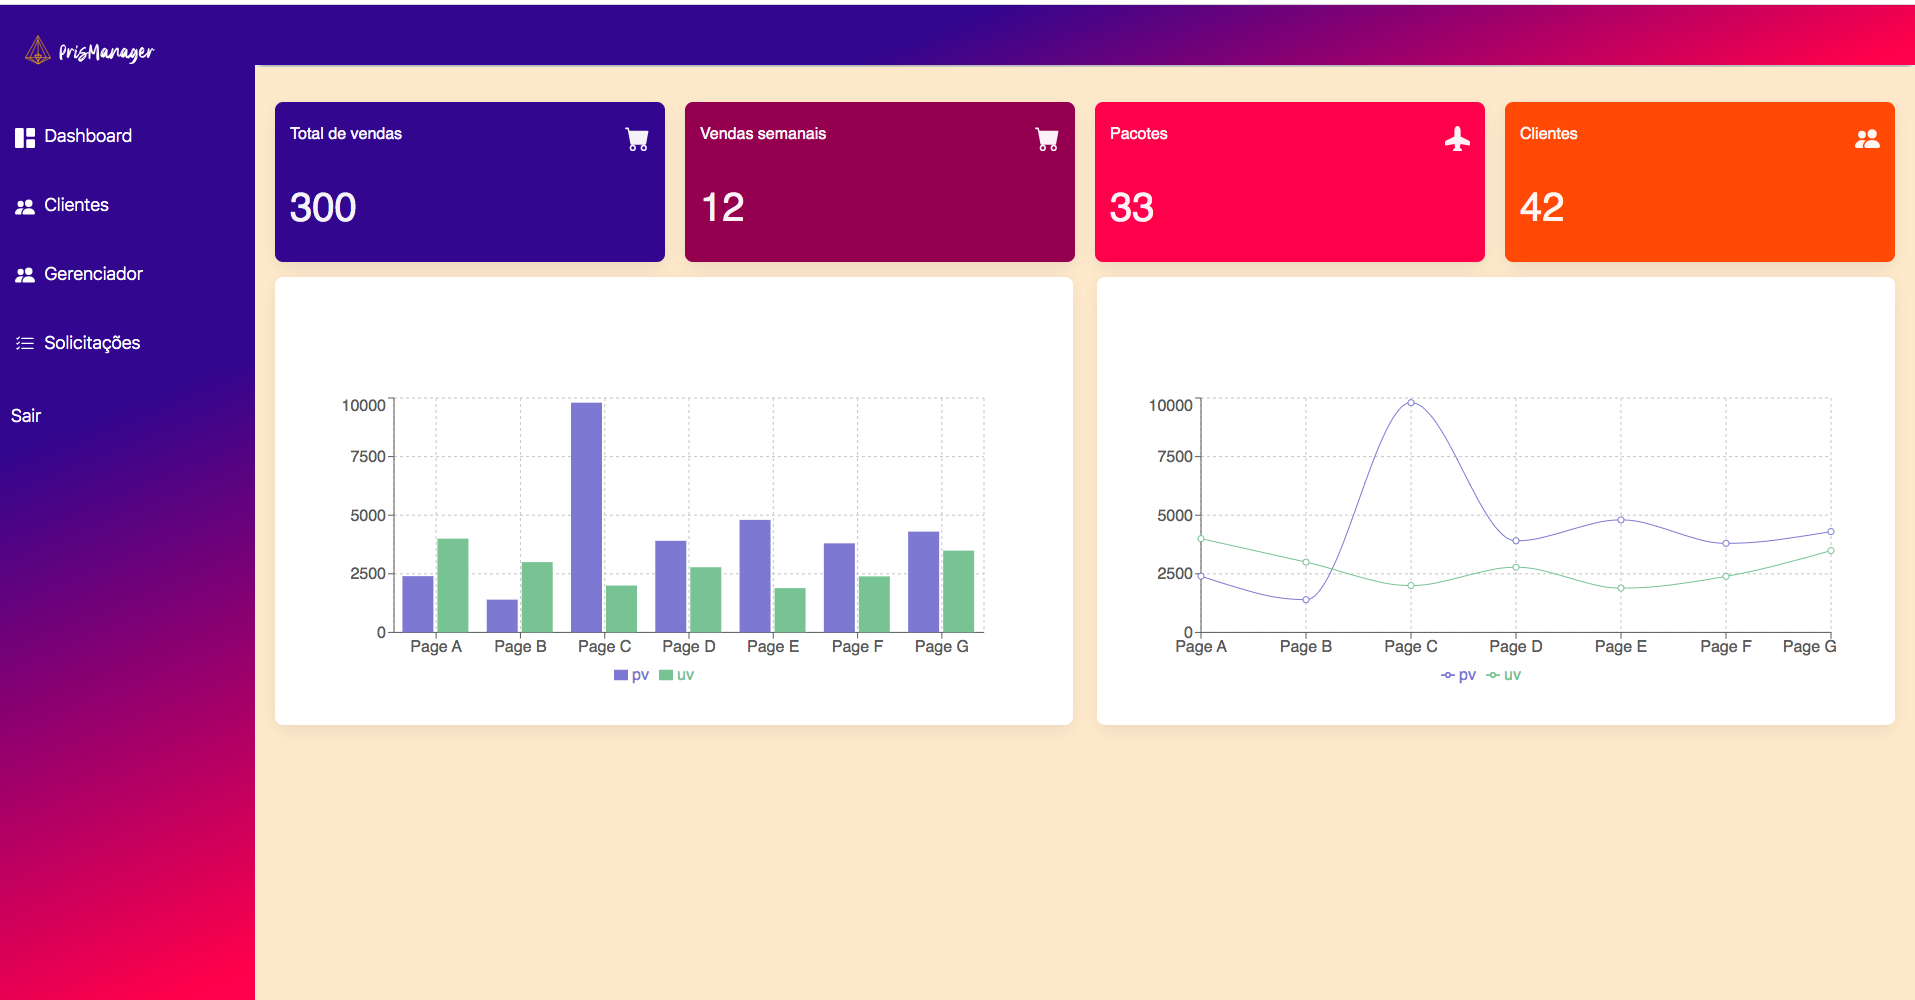 PrisManager
Dashboard
Clientes
Gerenciador
Solicitações
Sair
Total de vendas
300
Vendas semanais
12
Pacotes
33
Clientes
42
10000
7500
5000
2500
0
Page A Page B Page C Page D Page E Page F Page G
pv uv
10000
7500
5000
2500
0
Page A Page B Page C Page D Page E Page F Page G
pv uv